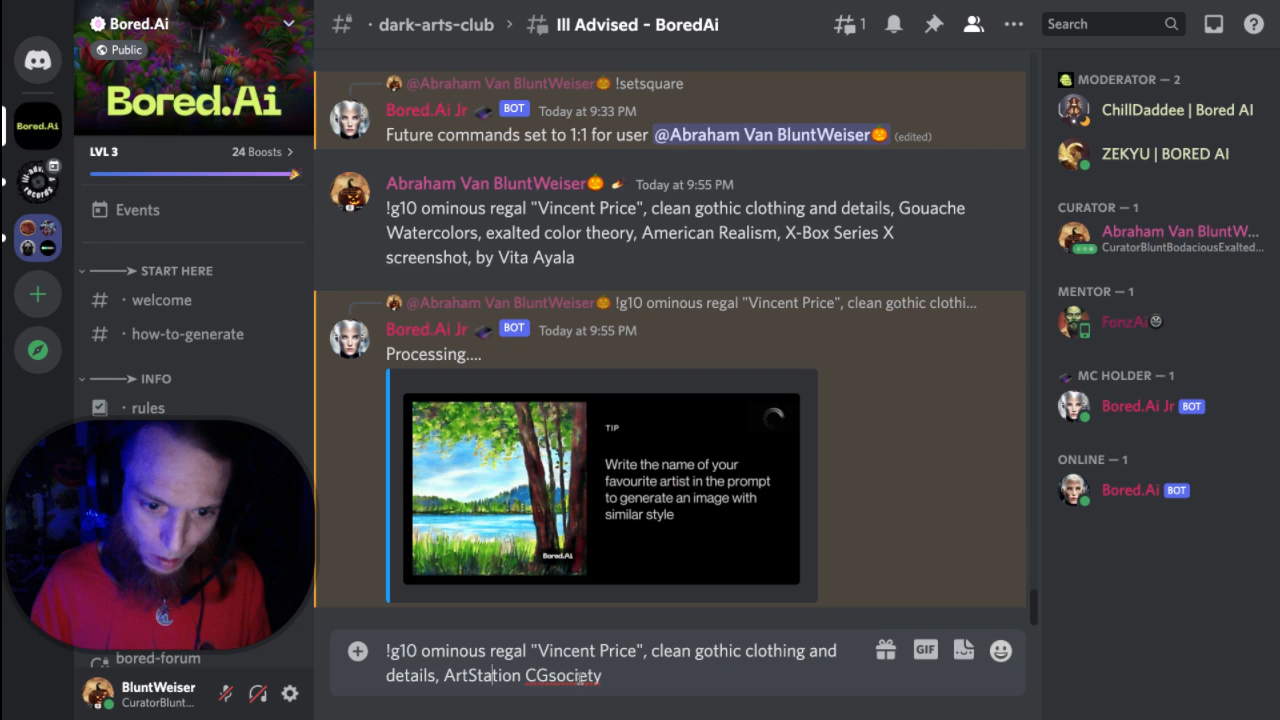 Bored.Ai
Public
Bored.Ai
LVL 3
24 Boosts
Events
START HERE
# · welcome
# · how-to-generate
INFO
· rules
bored-forum
BluntWeiser
CuratorBlunt...
Bored.Ai
· dark-arts-club
Ill Advised - BoredAi
1
Search
@Abraham Van BluntWeiser🎃 !setsquare
Bored.Ai Jr BOT Today at 9:33 PM
Future commands set to 1:1 for user @Abraham Van BluntWeiser🎃 (edited)
Abraham Van BluntWeiser🎃 Today at 9:55 PM
!g10 ominous regal "Vincent Price", clean gothic clothing and details, Gouache
Watercolors, exalted color theory, American Realism, X-Box Series X
screenshot, by Vita Ayala
@Abraham Van BluntWeiser🎃 !g10 ominous regal "Vincent Price", clean gothic clothi...
Bored.Ai Jr BOT Today at 9:55 PM
Processing....
TIP
Write the name of your
favourite artist in the prompt
to generate an image with
similar style
Bored.Ai
!g10 ominous regal "Vincent Price", clean gothic clothing and
details, ArtStation CGsociety
GIF
MODERATOR — 2
ChillDaddee | Bored AI
ZEKYU | BORED AI
CURATOR — 1
Abraham Van BluntW...
CuratorBluntBodaciousExalted...
MENTOR — 1
FonzAi
MC HOLDER — 1
Bored.Ai Jr BOT
ONLINE — 1
Bored.Ai BOT